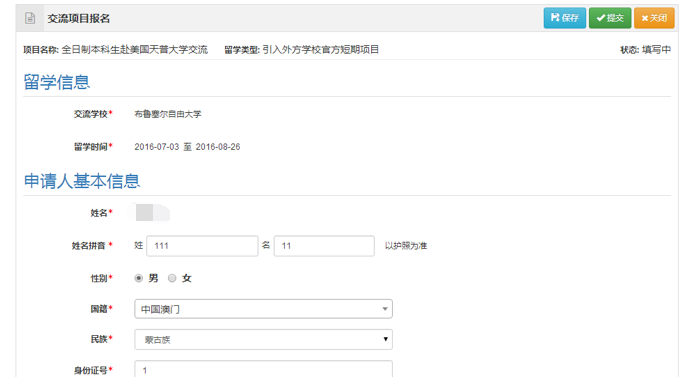 交流项目报名 保存 提交 关闭
项目名称: 全日制本科生赴美国天普大学交流 留学类型: 引入外方学校官方短期项目 状态: 填写中
留学信息
交流学校* 布鲁塞尔自由大学
留学时间* 2016-07-03 至 2016-08-26
申请人基本信息
姓名*
姓名拼音 * 姓 111 名 11 以护照为准
性别* 男 女
国籍* 中国澳门
民族* 蒙古族
身份证号* 1